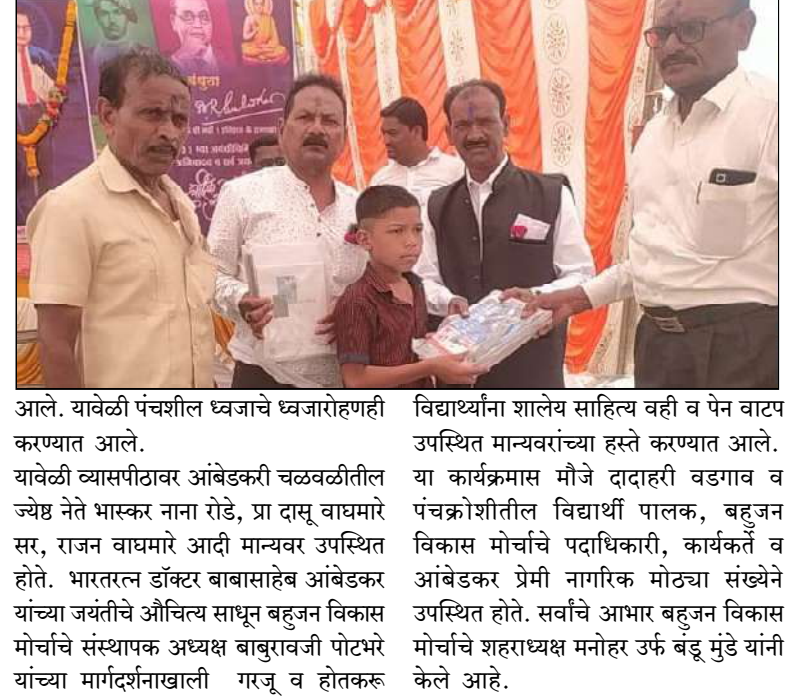 बंधुता
आले. यावेळी पंचशील ध्वजाचे ध्वजारोहणही
करण्यात आले.
यावेळी व्यासपीठावर आंबेडकरी चळवळीतील
ज्येष्ठ नेते भास्कर नाना रोडे, प्रा दासू वाघमारे
सर, राजन वाघमारे आदी मान्यवर उपस्थित
होते. भारतरत्न डॉक्टर बाबासाहेब आंबेडकर
यांच्या जयंतीचे औचित्य साधून बहुजन विकास
मोर्चाचे संस्थापक अध्यक्ष बाबुरावजी पोटभरे
यांच्या मार्गदर्शनाखाली गरजू व होतकरू
विद्यार्थ्यांना शालेय साहित्य वही व पेन वाटप
उपस्थित मान्यवरांच्या हस्ते करण्यात आले.
या कार्यक्रमास मौजे दादाहरी वडगाव व
पंचक्रोशीतील विद्यार्थी पालक, बहुजन
विकास मोर्चाचे पदाधिकारी, कार्यकर्ते व
आंबेडकर प्रेमी नागरिक मोठ्या संख्येने
उपस्थित होते. सर्वांचे आभार बहुजन विकास
मोर्चाचे शहराध्यक्ष मनोहर उर्फ बंडू मुंडे यांनी
केले आहे.